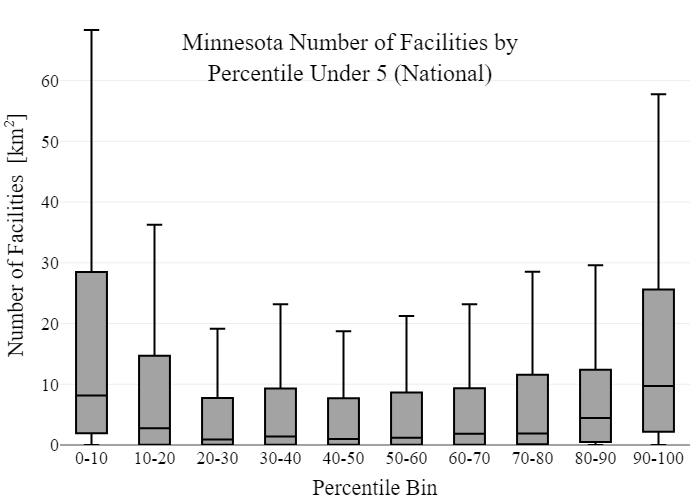 Minnesota Number of Facilities by
Percentile Under 5 (National)
Number of Facilities [km²]
60
50
40
30
20
10
0
0-10 10-20 20-30 30-40 40-50 50-60 60-70 70-80 80-90 90-100
Percentile Bin